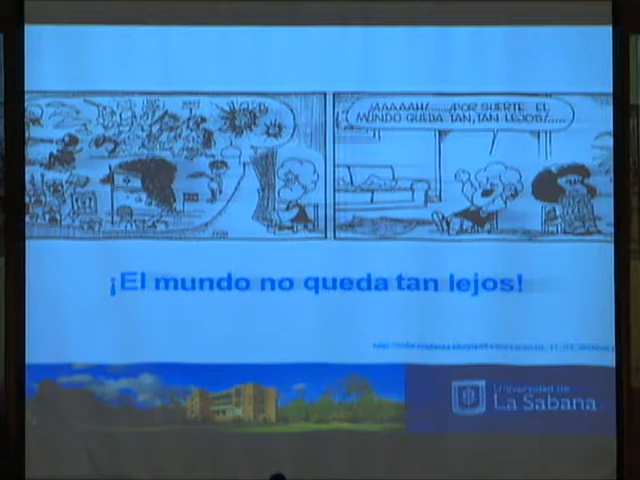 ¡AAAAAH!......¡POR SUERTE EL
MUNDO QUEDA TAN, TAN LEJOS!.....
¡El mundo no queda tan lejos!
Universidad de
La Sabana